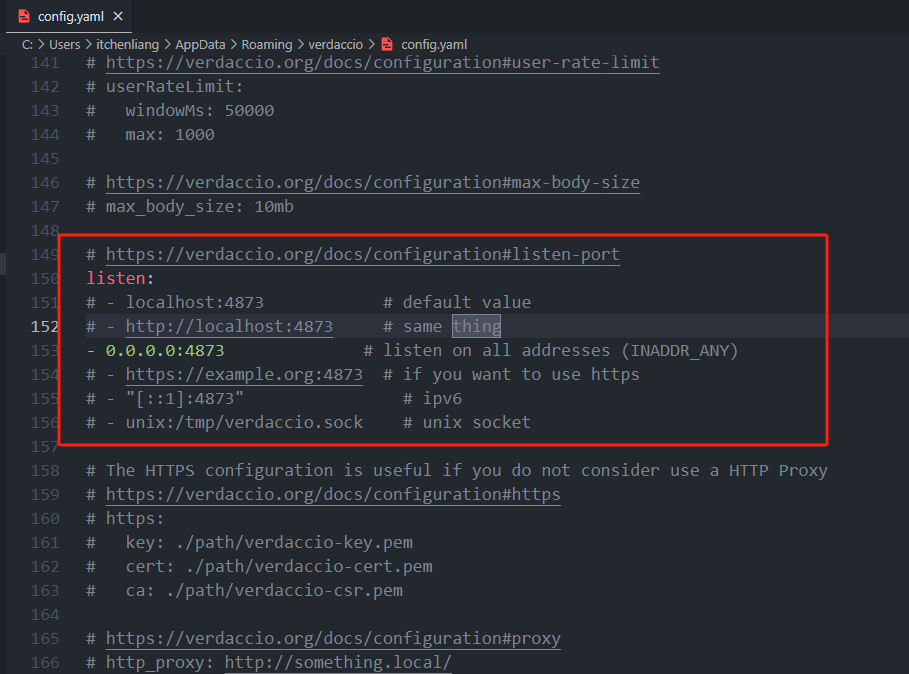 config.yaml ×
C: > Users > itchenliang > AppData > Roaming > verdaccio > config.yaml
141 # https://verdaccio.org/docs/configuration#user-rate-limit
142 # userRateLimit:
143 #   windowMs: 50000
144 #   max: 1000
145
146 # https://verdaccio.org/docs/configuration#max-body-size
147 # max_body_size: 10mb
148
149 # https://verdaccio.org/docs/configuration#listen-port
150 listen:
151 # - localhost:4873            # default value
152 # - http://localhost:4873     # same thing
153 - 0.0.0.0:4873              # listen on all addresses (INADDR_ANY)
154 # - https://example.org:4873  # if you want to use https
155 # - "[::1]:4873"                # ipv6
156 # - unix:/tmp/verdaccio.sock    # unix socket
157
158 # The HTTPS configuration is useful if you do not consider use a HTTP Proxy
159 # https://verdaccio.org/docs/configuration#https
160 # https:
161 #   key: ./path/verdaccio-key.pem
162 #   cert: ./path/verdaccio-cert.pem
163 #   ca: ./path/verdaccio-csr.pem
164
165 # https://verdaccio.org/docs/configuration#proxy
166 # http_proxy: http://something.local/